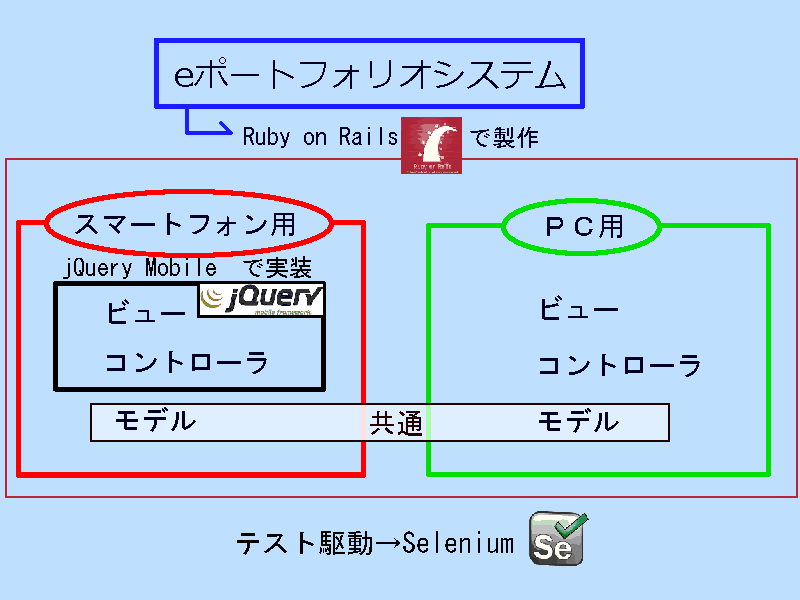 eポートフォリオシステム
Ruby on Rails で製作
Ruby on Rails
スマートフォン用
PC用
jQuery Mobile で実装
jQuery
mobile framework
ビュー
ビュー
コントローラ
コントローラ
モデル 共通 モデル
テスト駆動→Selenium
Se